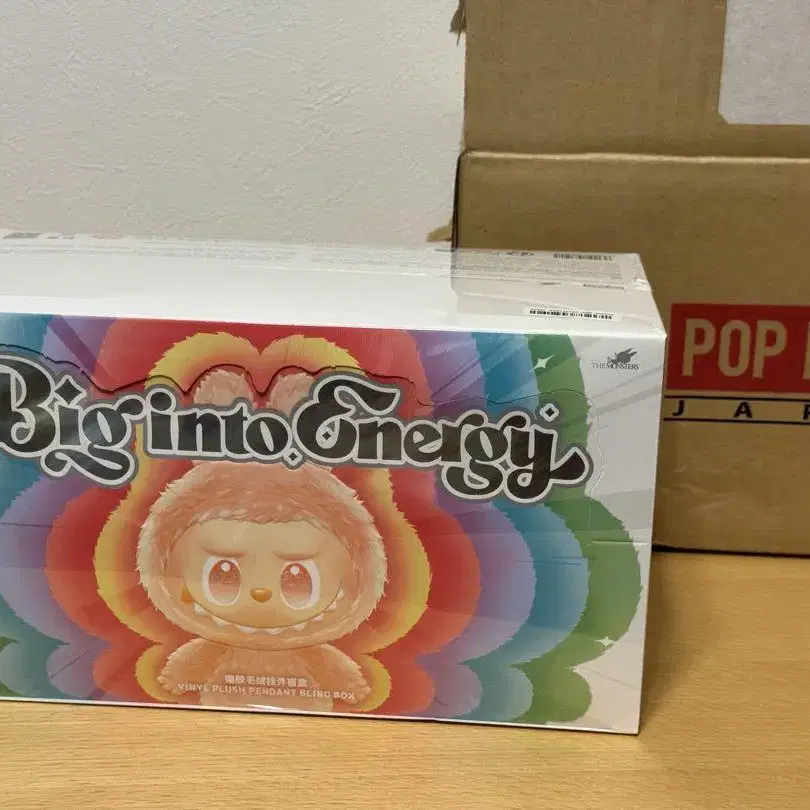 THE MONSTERS
Big into Energy
搪胶毛绒挂件盲盒
VINYL PLUSH PENDANT BLIND BOX
POP
JA